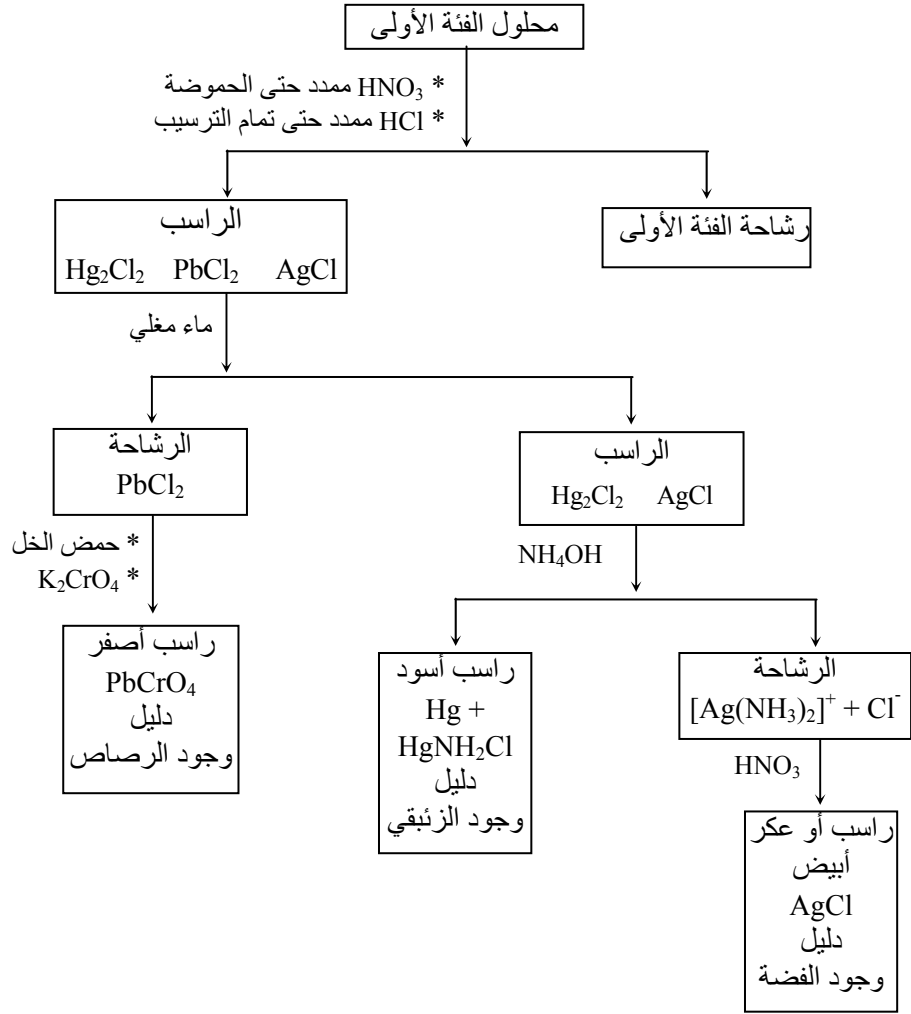 محلول الفئة الأولى
* HNO₃ ممدد حتى الحموضة
* HCl ممدد حتى تمام الترسيب
رشاحة الفئة الأولى
الراسب
Hg₂Cl₂ PbCl₂ AgCl
ماء مغلي
الراسب
Hg₂Cl₂ AgCl
الرشاحة
PbCl₂
* حمض الخل
* K₂CrO₄
راسب أصفر
PbCrO₄
دليل
وجود الرصاص
NH₄OH
الرشاحة
[Ag(NH₃)₂]⁺ + Cl⁻
راسب أسود
Hg +
HgNH₂Cl
دليل
وجود الزئبقي
HNO₃
راسب أو عكر
أبيض
AgCl
دليل
وجود الفضة